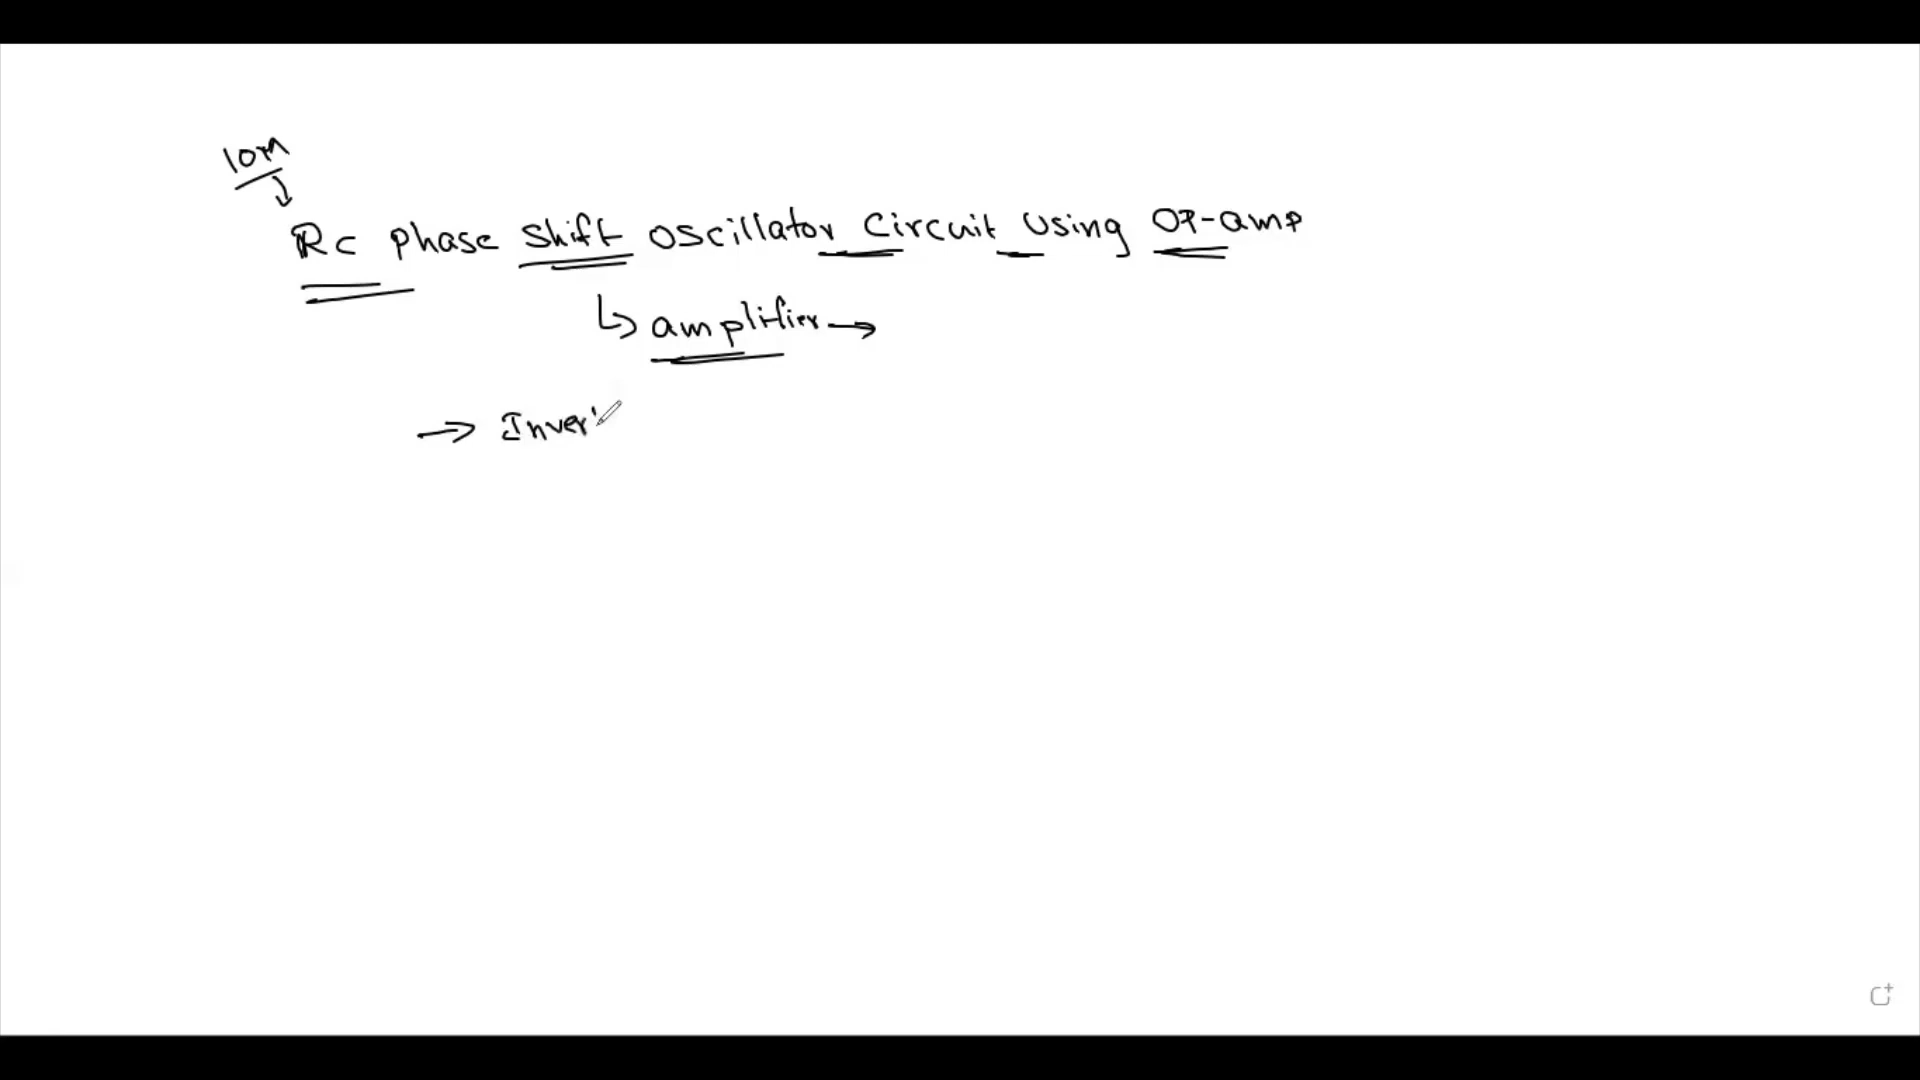 10M
Rc phase shift oscillator circuit using OP-amp
amplifier
Inver